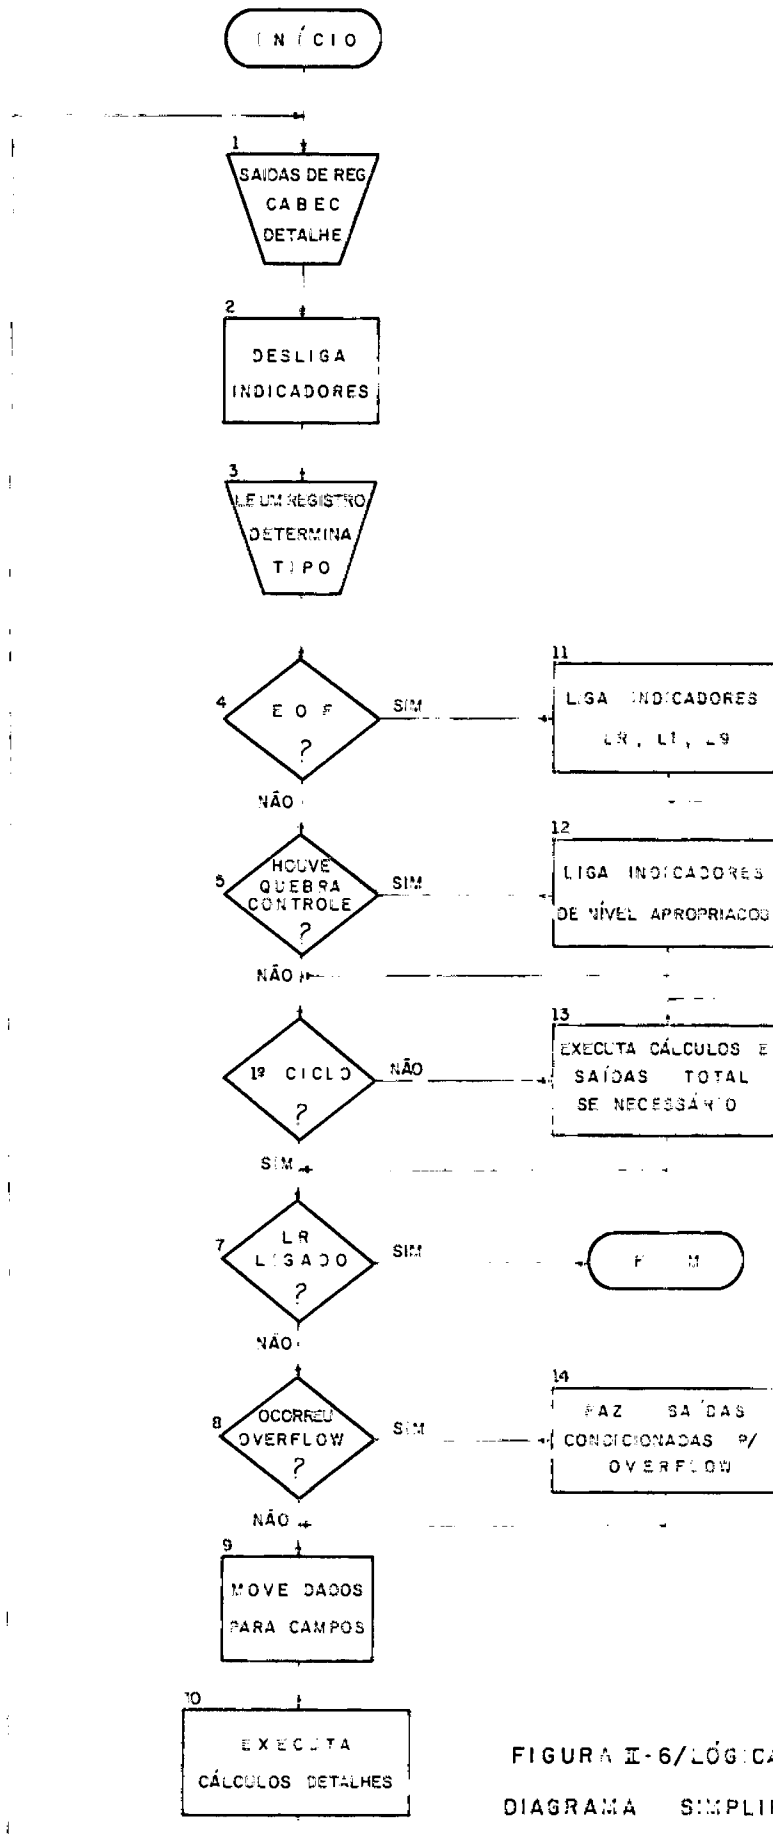 INÍCIO
1
SAIDAS DE REG
CABEC
DETALHE
2
DESLIGA
INDICADORES
3
LE UM REGISTRO
DETERMINA
TIPO
4
E O F
?
SIM
11
LIGA INDICADORES
LR, L1, L9
NÃO
5
HOUVE
QUEBRA
CONTROLE
?
SIM
12
LIGA INDICADORES
DE NÍVEL APROPRIADOS
NÃO
1º CICLO
?
NÃO
13
EXECUTA CÁLCULOS E
SAÍDAS TOTAL
SE NECESSÁRIO
SIM
7
LR
LIGADO
?
SIM
F M
NÃO
8
OCORREU
OVERFLOW
?
SIM
14
FAZ SAÍDAS
CONDICIONADAS P/
OVERFLOW
NÃO
9
MOVE DADOS
PARA CAMPOS
10
EXECUTA
CÁLCULOS DETALHES
FIGURA II-6/LÓGICA
DIAGRAMA SIMPLIF